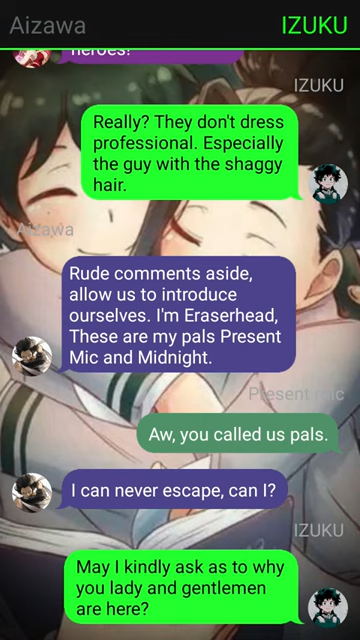 Aizawa IZUKU
heroes!
IZUKU
Really? They don't dress
professional. Especially
the guy with the shaggy
hair.
Aizawa
Rude comments aside,
allow us to introduce
ourselves. I'm Eraserhead,
These are my pals Present
Mic and Midnight.
Present mic
Aw, you called us pals.
I can never escape, can I?
IZUKU
May I kindly ask as to why
you lady and gentlemen
are here?